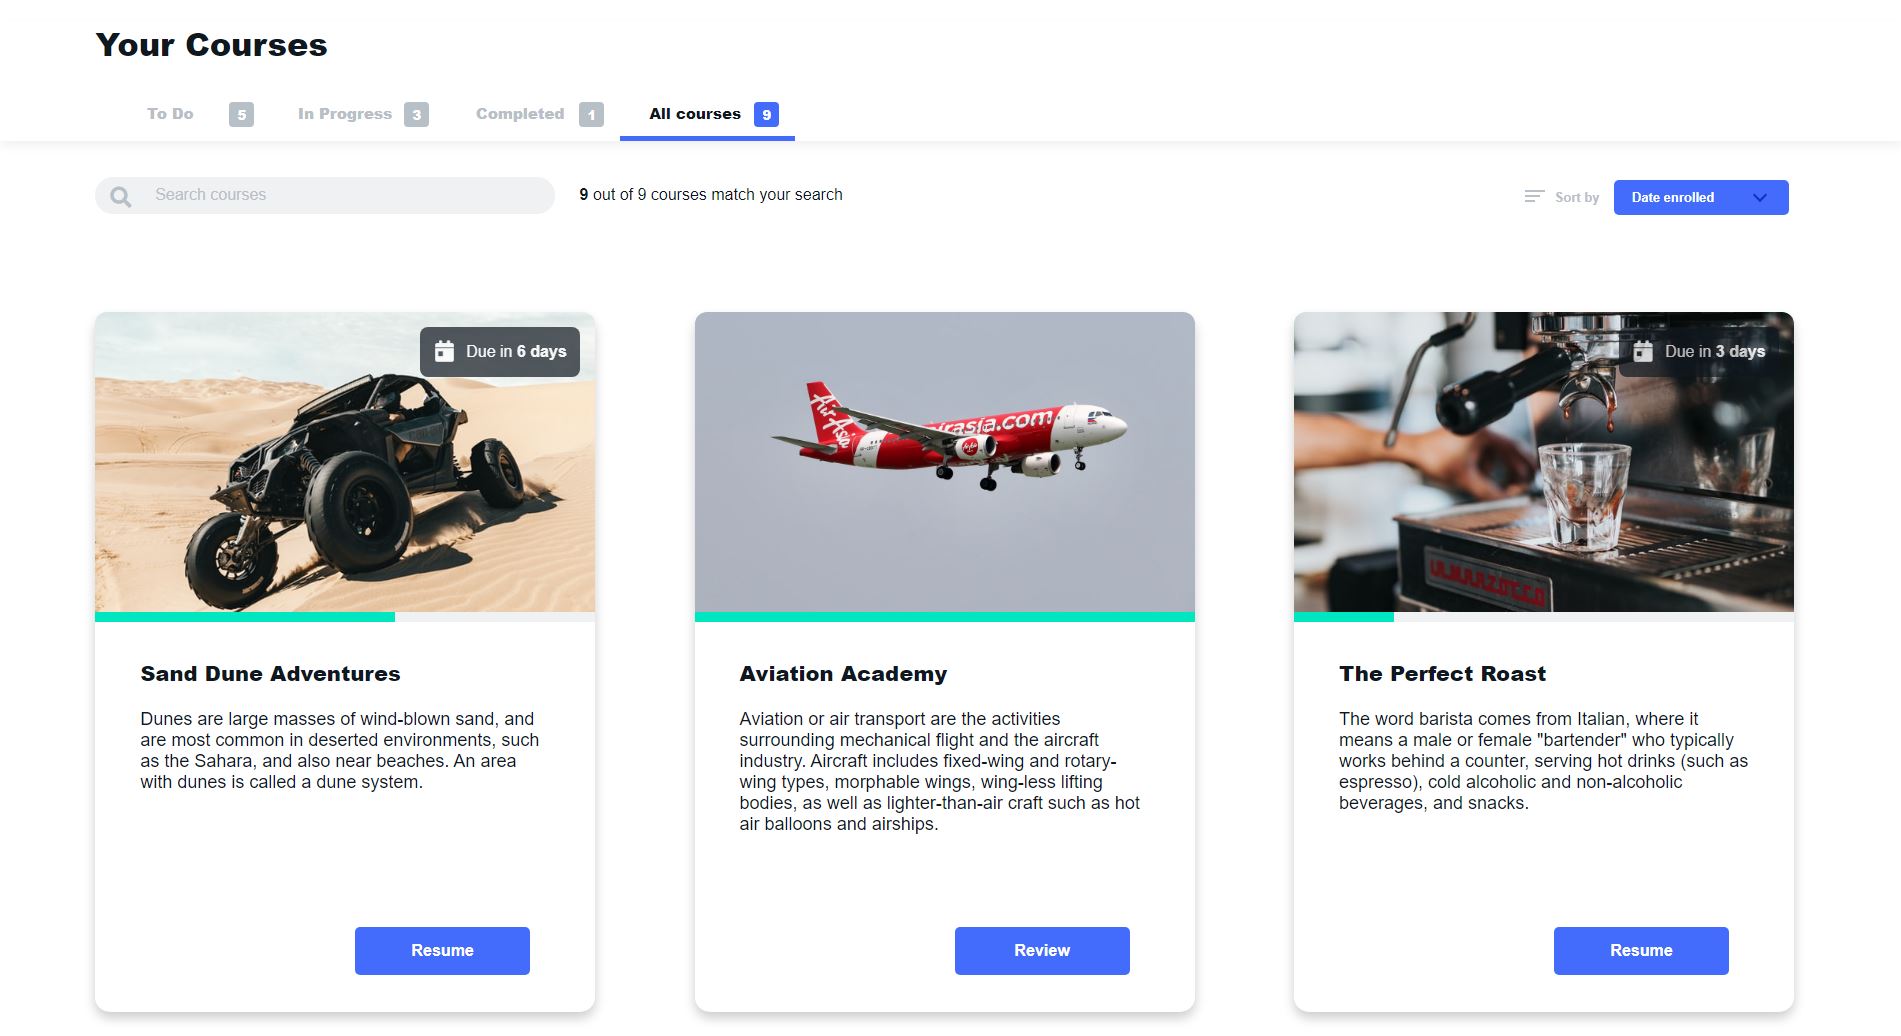 Your Courses
To Do 5 In Progress 3 Completed 1 All courses 9
Search courses 9 out of 9 courses match your search Sort by Date enrolled
Due in 6 days
Due in 3 days
Air Asia
airasia.com
Sand Dune Adventures
Dunes are large masses of wind-blown sand, and
are most common in deserted environments, such
as the Sahara, and also near beaches. An area
with dunes is called a dune system.
Resume
Aviation Academy
Aviation or air transport are the activities
surrounding mechanical flight and the aircraft
industry. Aircraft includes fixed-wing and rotary-
wing types, morphable wings, wing-less lifting
bodies, as well as lighter-than-air craft such as hot
air balloons and airships.
Review
The Perfect Roast
The word barista comes from Italian, where it
means a male or female "bartender" who typically
works behind a counter, serving hot drinks (such as
espresso), cold alcoholic and non-alcoholic
beverages, and snacks.
Resume